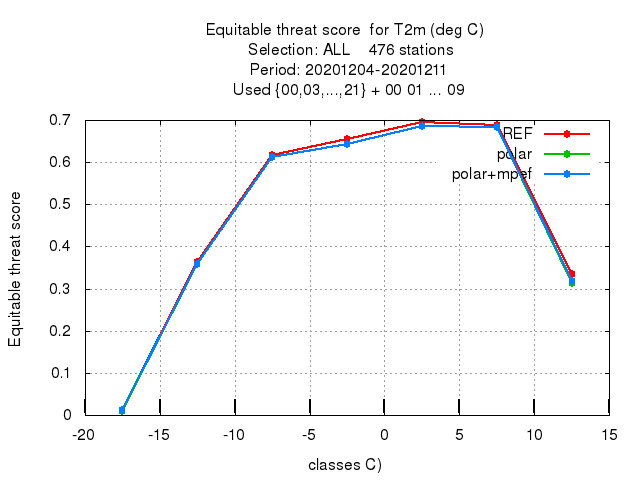 Equitable threat score  for T2m (deg C)
Selection: ALL    476 stations
Period: 20201204-20201211
Used {00,03,...,21} + 00 01 ... 09
0.7
0.6
0.5
0.4
0.3
0.2
0.1
0
Equitable threat score
REF
polar
polar+mpef
-20 -15 -10 -5 0 5 10 15
classes C)